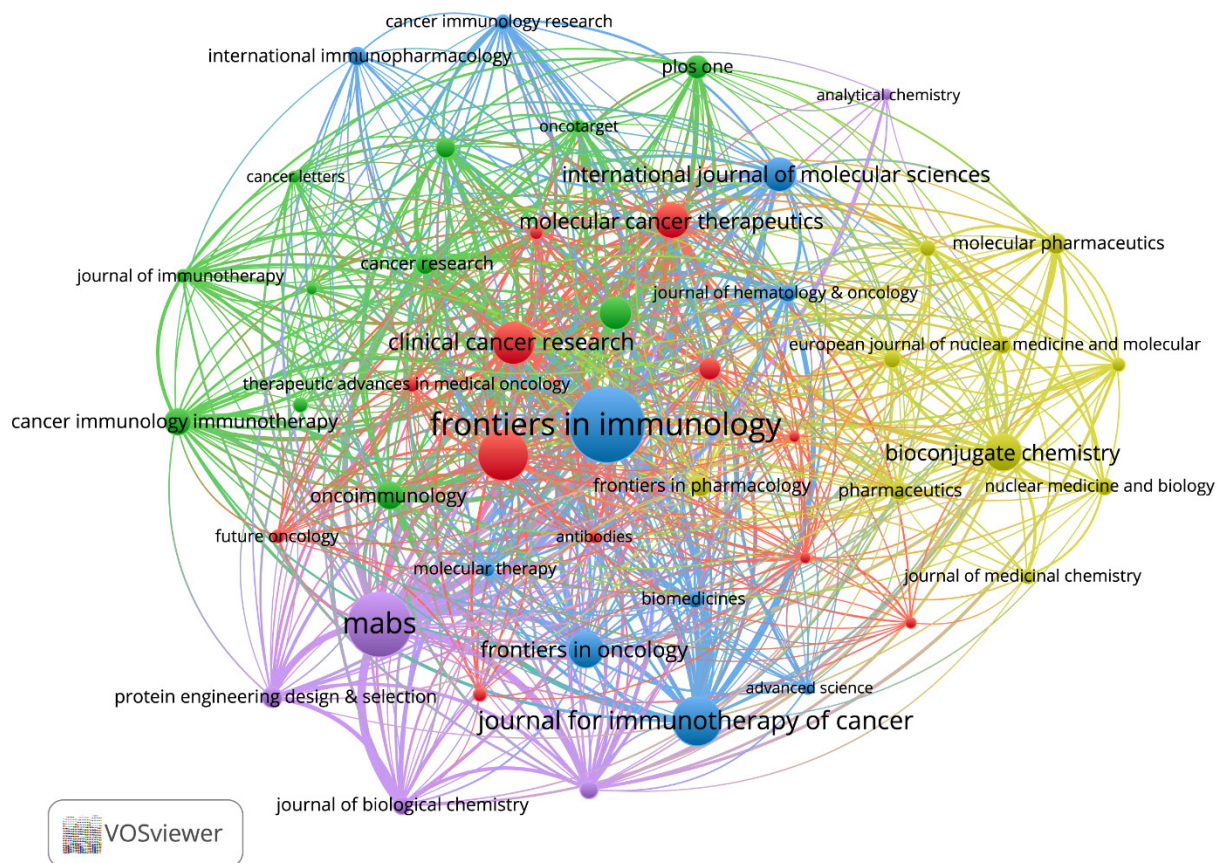 cancer immunology research
international immunopharmacology
plos one
analytical chemistry
oncotarget
cancer letters
international journal of molecular sciences
molecular cancer therapeutics
molecular pharmaceutics
cancer research
journal of immunotherapy
journal of hematology & oncology
clinical cancer research
european journal of nuclear medicine and molecular
therapeutic advances in medical oncology
cancer immunology immunotherapy
frontiers in immunology
bioconjugate chemistry
frontiers in pharmacology
pharmaceutics
nuclear medicine and biology
oncoimmunology
future oncology
antibodies
molecular therapy
journal of medicinal chemistry
biomedicines
mabs
frontiers in oncology
advanced science
protein engineering design & selection
journal for immunotherapy of cancer
journal of biological chemistry
VOSviewer